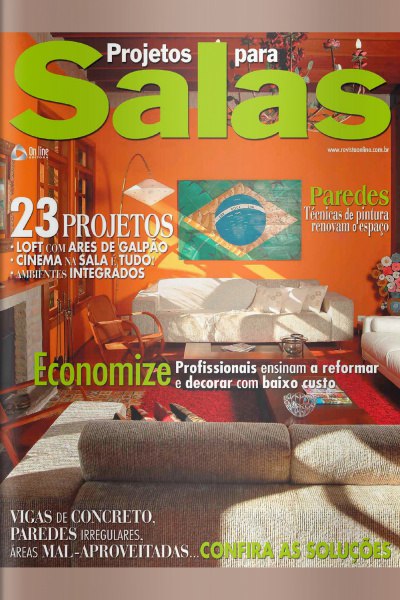 Projetos para
Salas
On line
EDITORA
www.revistaonline.com.br
Paredes
Técnicas de pintura
renovam o espaço
23 PROJETOS
• LOFT COM ARES DE GALPÃO
• CINEMA NA SALA É TUDO!
• AMBIENTES INTEGRADOS
Economize Profissionais ensinam a reformar
e decorar com baixo custo
VIGAS DE CONCRETO,
PAREDES IRREGULARES,
ÁREAS MAL-APROVEITADAS... CONFIRA AS SOLUÇÕES